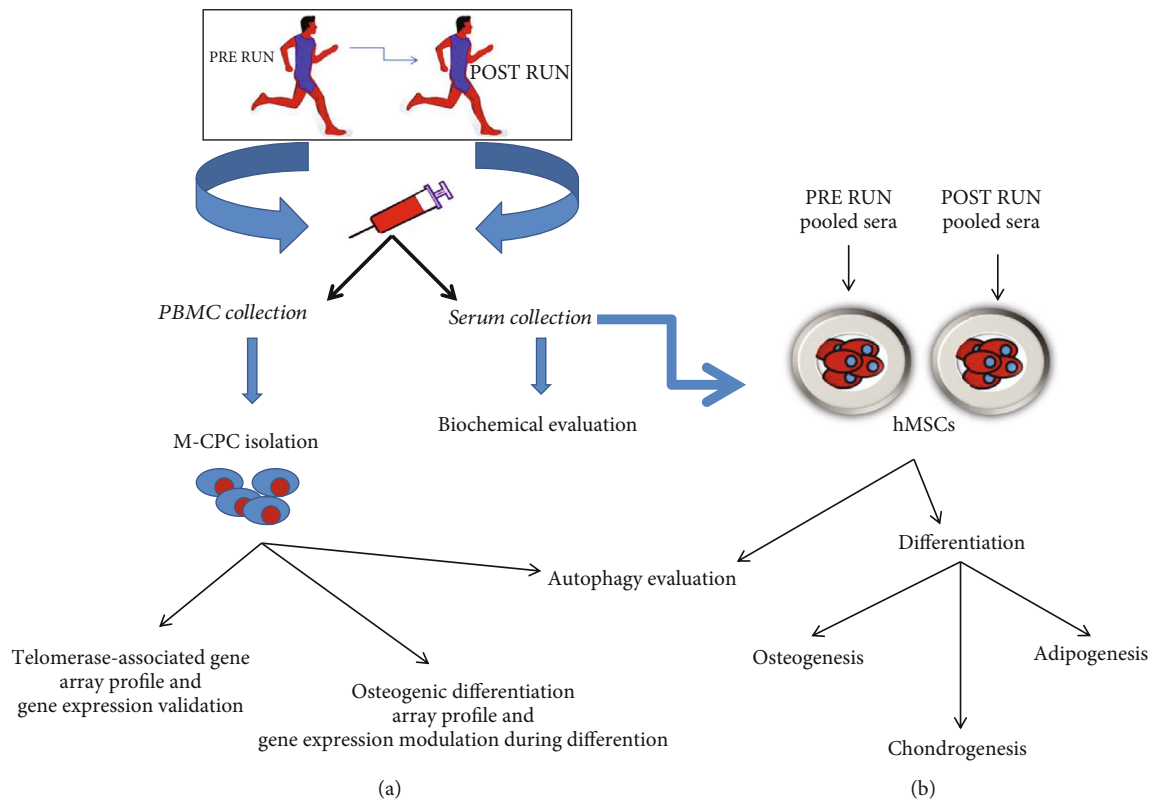 PRE RUN
POST RUN
PRE RUN
pooled sera
POST RUN
pooled sera
PBMC collection
Serum collection
Biochemical evaluation
hMSCs
M-CPC isolation
Differentiation
Autophagy evaluation
Osteogenesis
Adipogenesis
Chondrogenesis
Telomerase-associated gene
array profile and
gene expression validation
Osteogenic differentiation
array profile and
gene expression modulation during differention
(a)
(b)